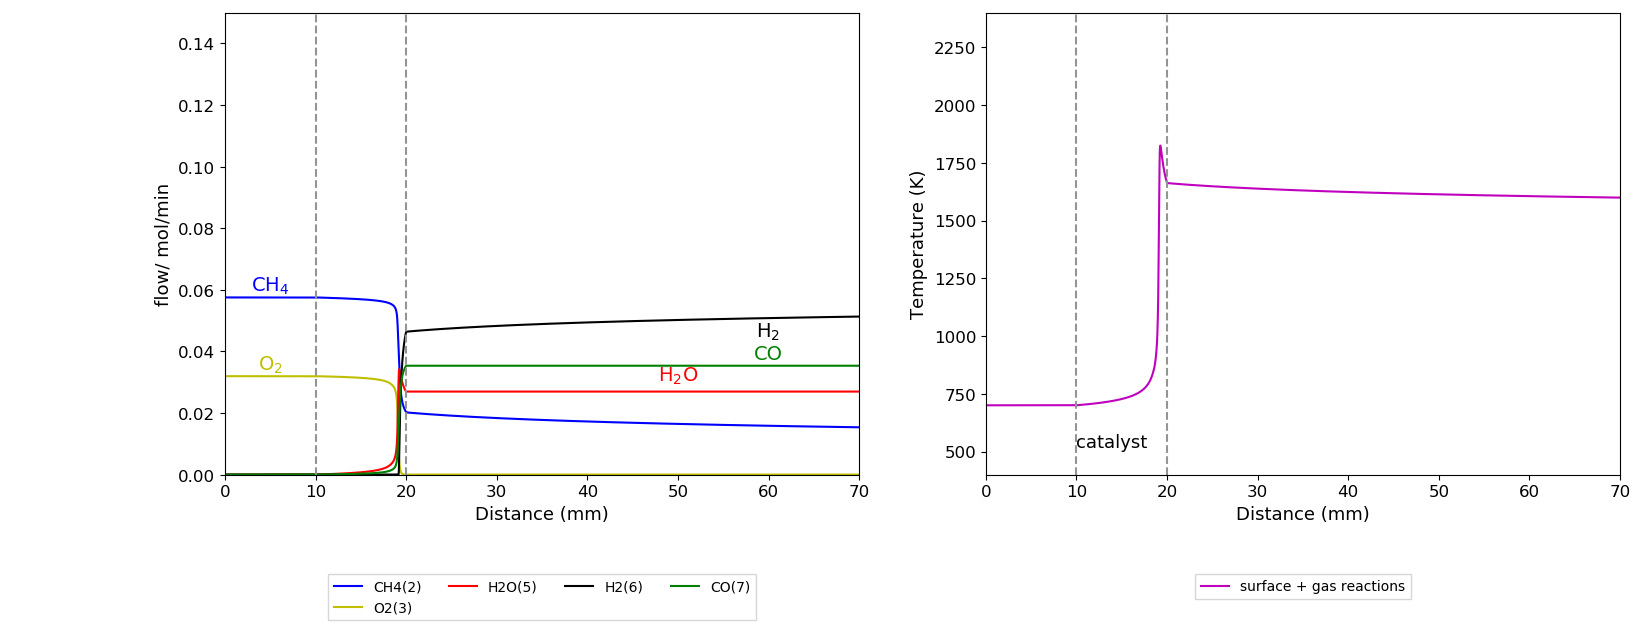 0.14
0.12
0.10
0.08
0.06
0.04
0.02
0.00
flow/ mol/min
CH₄
O₂
H₂
CO
H₂O
0 10 20 30 40 50 60 70
Distance (mm)
CH4(2) H2O(5) H2(6) CO(7)
O2(3)
2250
2000
1750
1500
1250
1000
750
500
Temperature (K)
catalyst
0 10 20 30 40 50 60 70
Distance (mm)
surface + gas reactions